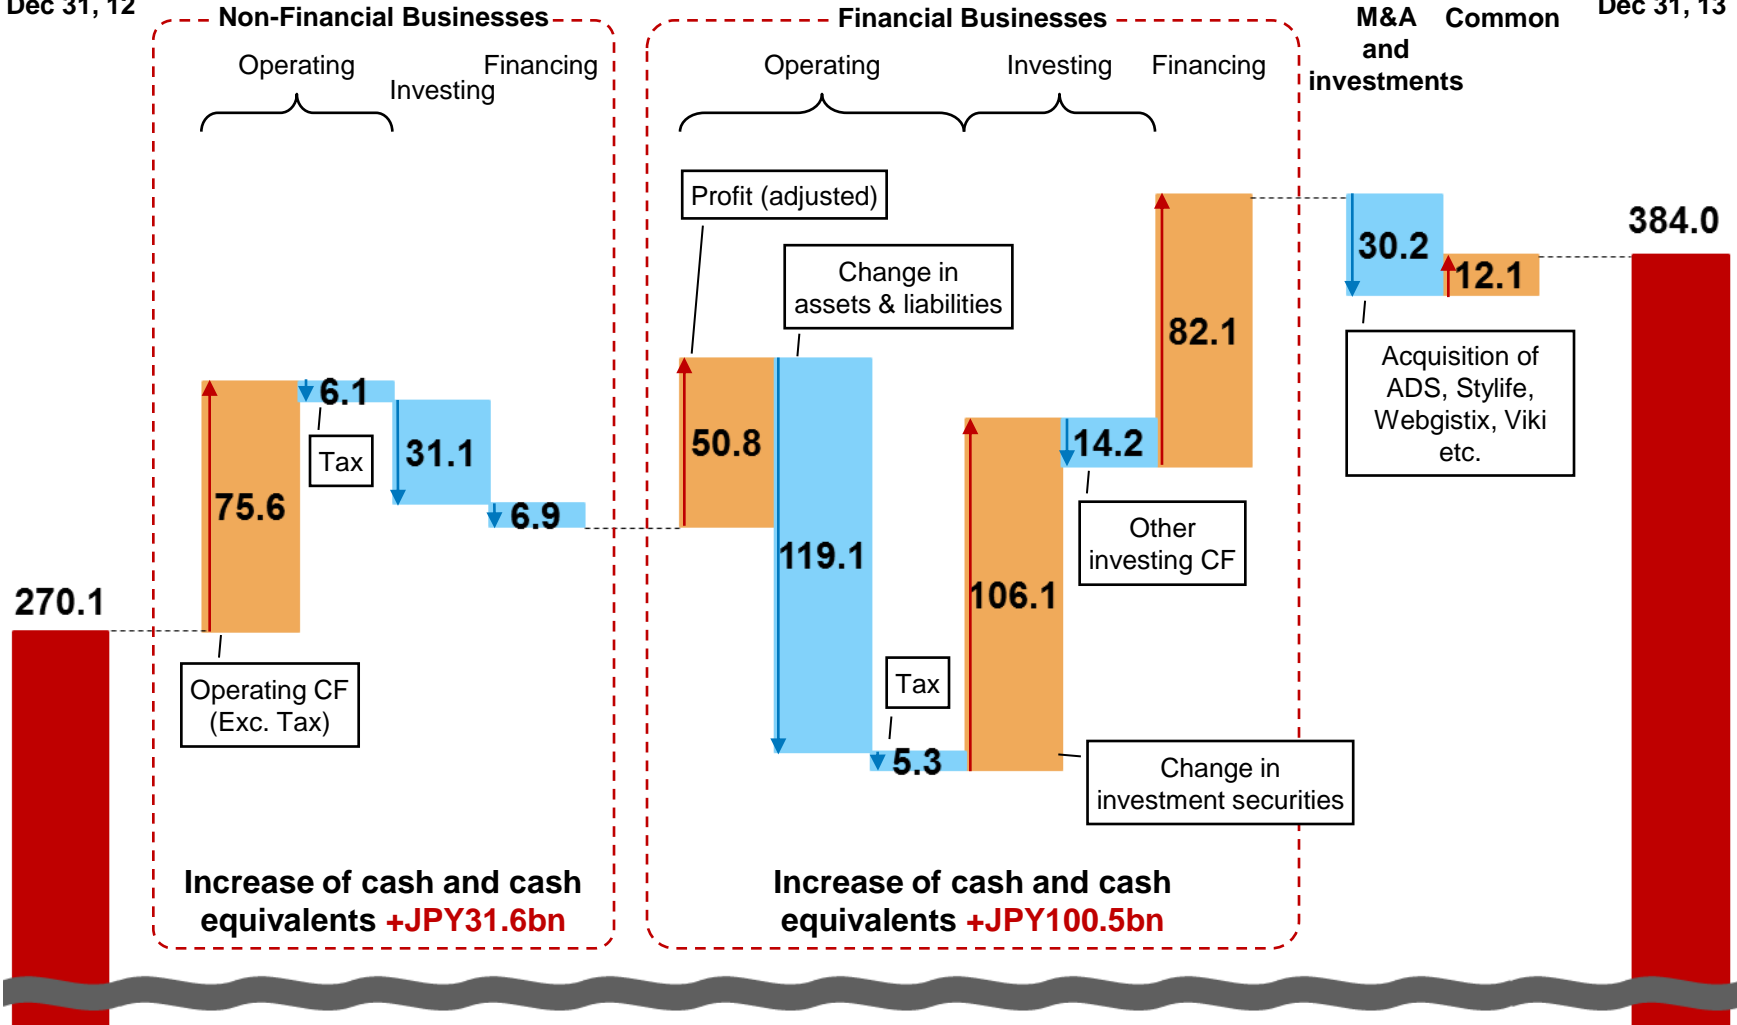 Dec 31, 12
Non-Financial Businesses
Financial Businesses
M&A
and
investments
Common
Dec 31, 13
Operating
Investing
Financing
Operating
Investing
Financing
Profit (adjusted)
Change in
assets & liabilities
384.0
30.2
12.1
82.1
Acquisition of
ADS, Stylife,
Webgistix, Viki
etc.
6.1
Tax
31.1
75.6
6.9
50.8
14.2
119.1
Other
investing CF
106.1
270.1
Operating CF
(Exc. Tax)
Tax
5.3
Change in
investment securities
Increase of cash and cash
equivalents +JPY31.6bn
Increase of cash and cash
equivalents +JPY100.5bn